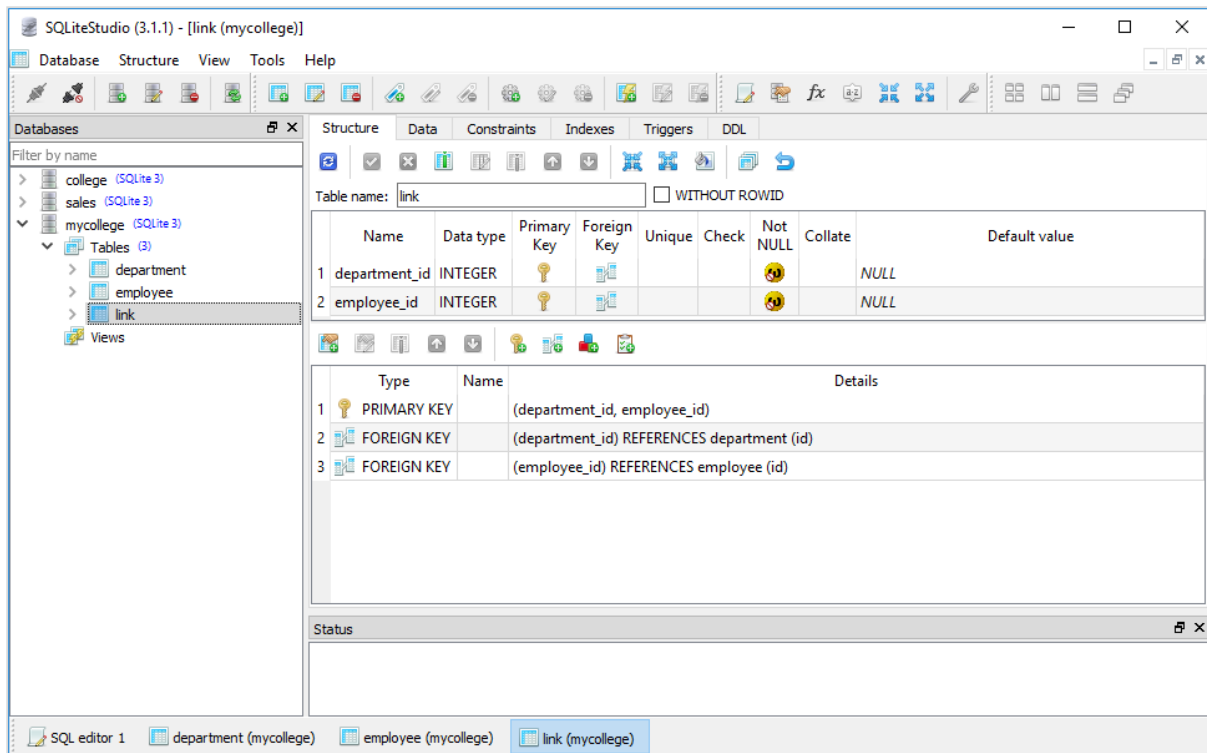 SQLiteStudio (3.1.1) - [link (mycollege)]
Database Structure View Tools Help
Databases
Filter by name
college (SQLite 3)
sales (SQLite 3)
mycollege (SQLite 3)
Tables (3)
department
employee
link
Views
Structure Data Constraints Indexes Triggers DDL
Table name: link WITHOUT ROWID
Name Data type Primary Key Foreign Key Unique Check Not NULL Collate Default value
1 department_id INTEGER NULL
2 employee_id INTEGER NULL
Type Name Details
1 PRIMARY KEY (department_id, employee_id)
2 FOREIGN KEY (department_id) REFERENCES department (id)
3 FOREIGN KEY (employee_id) REFERENCES employee (id)
Status
SQL editor 1 department (mycollege) employee (mycollege) link (mycollege)